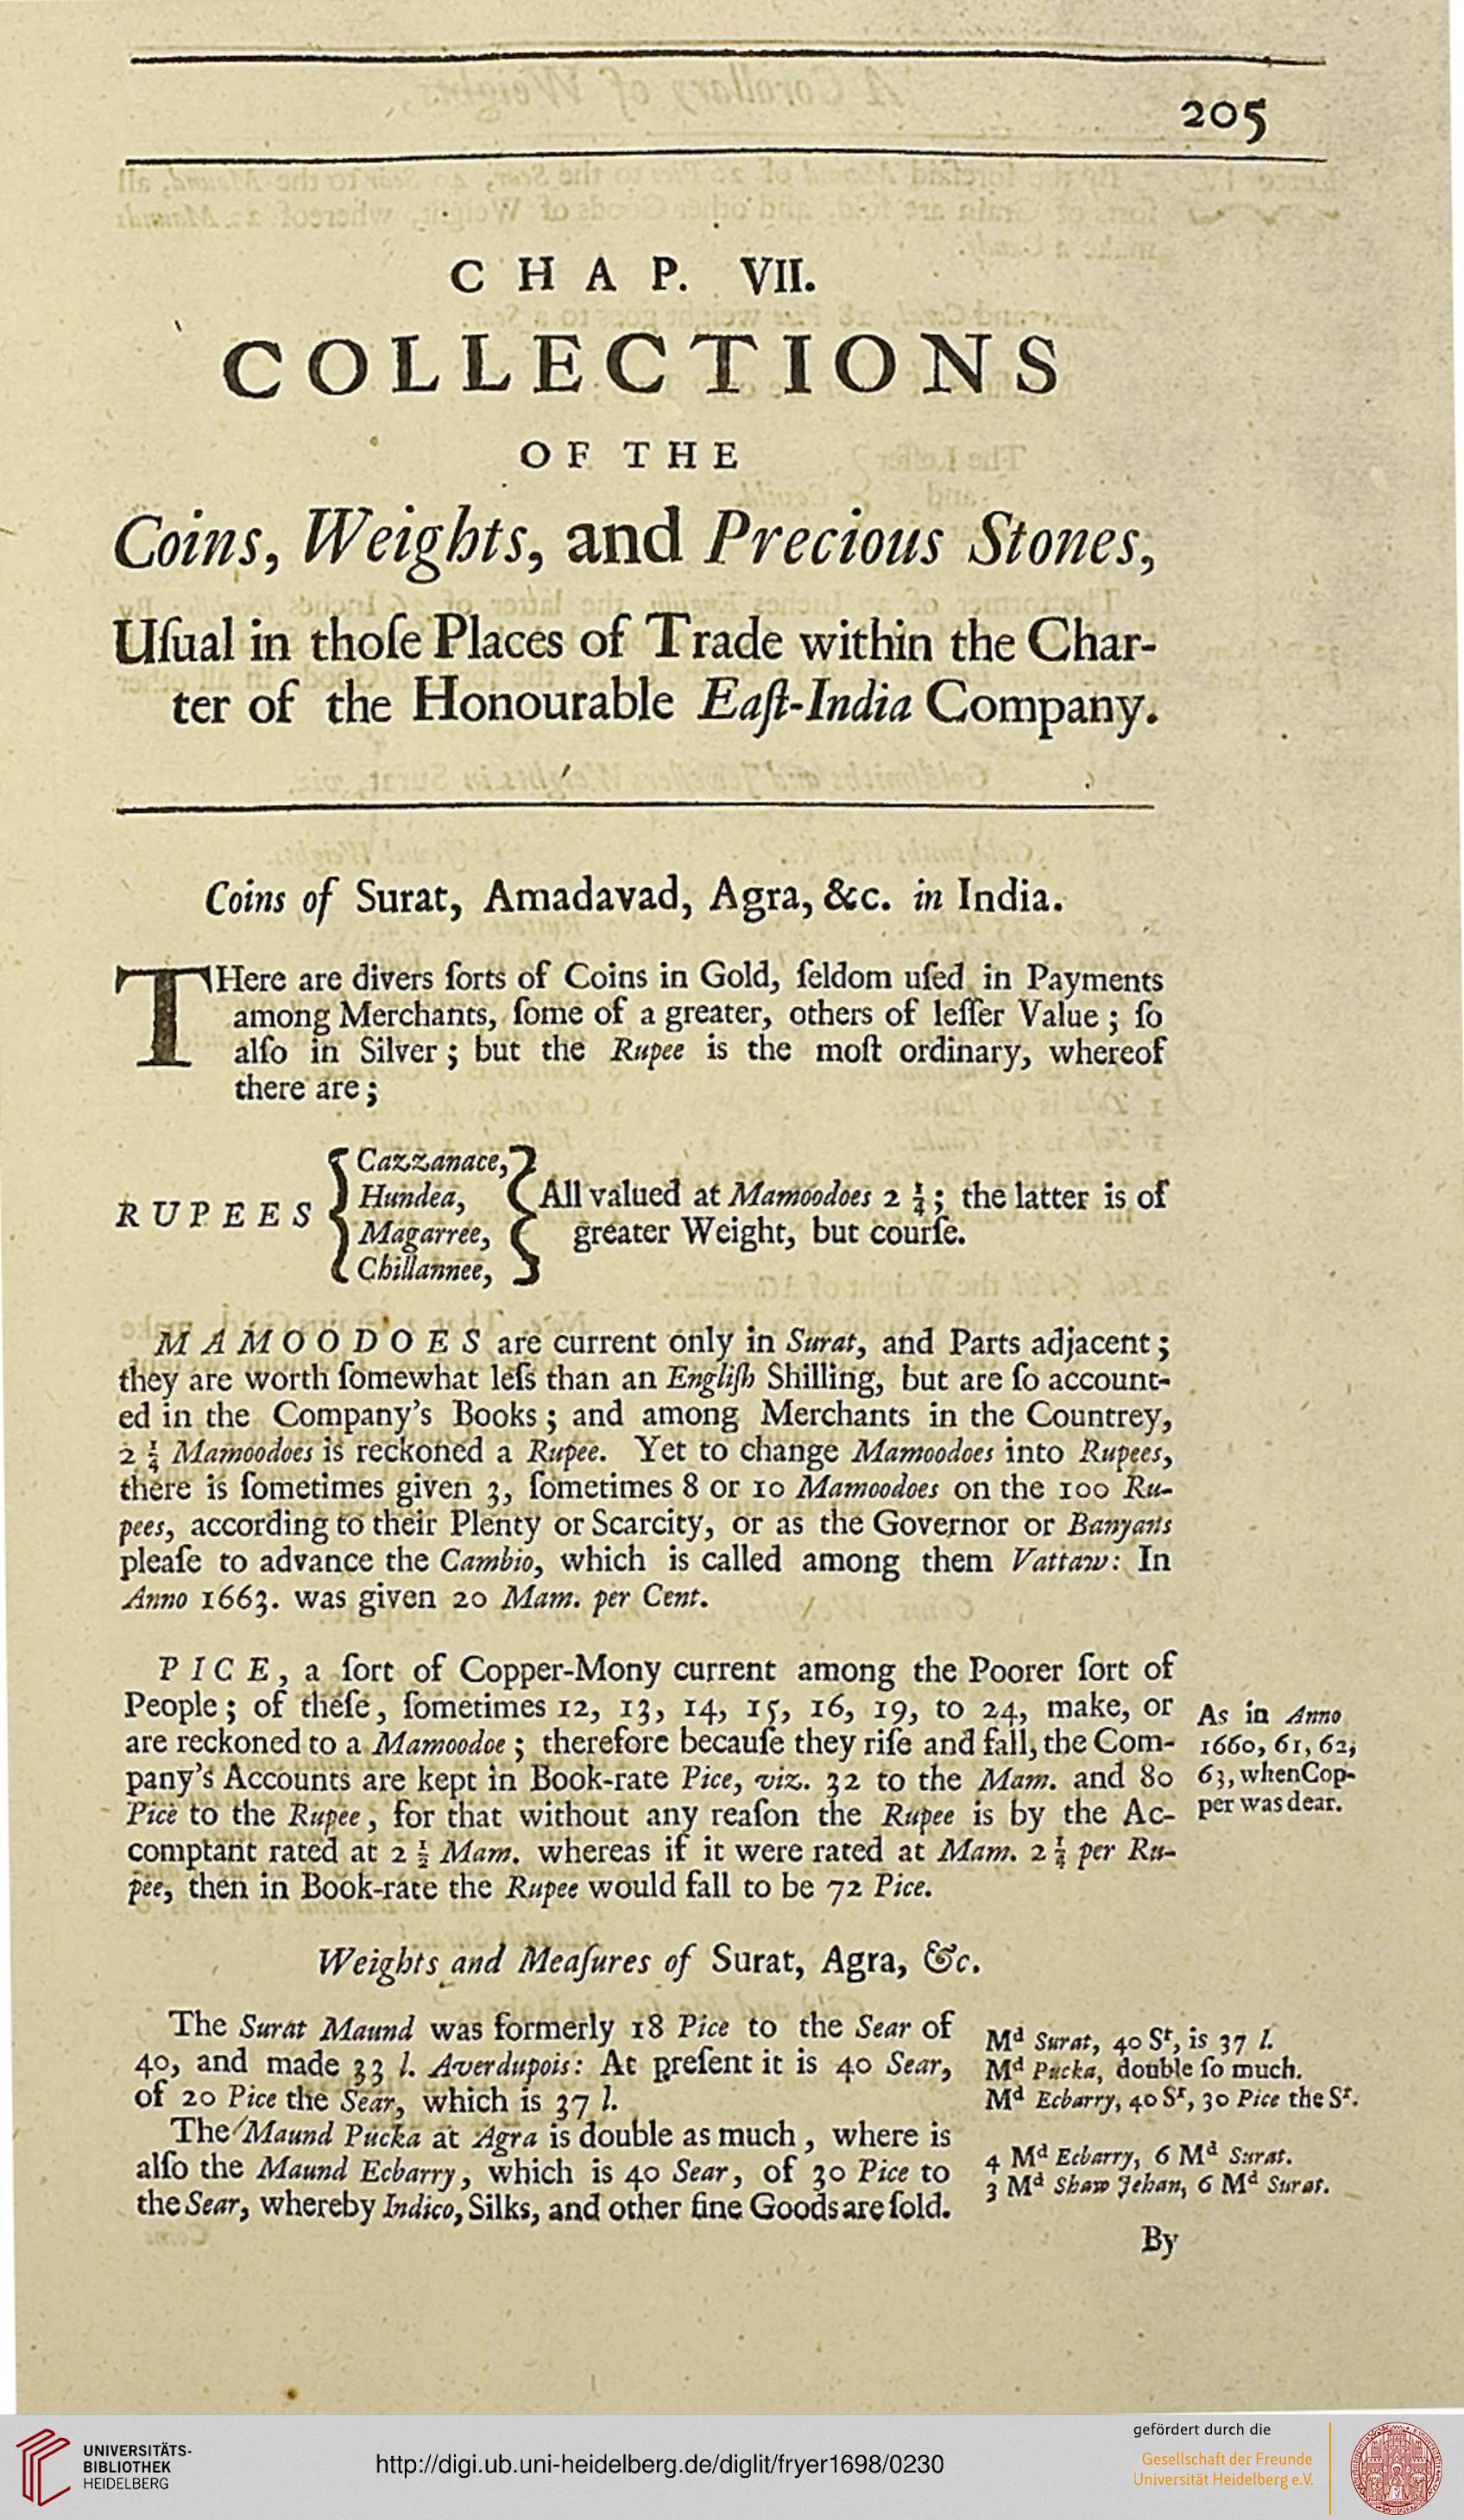 205
CHAP. VII.
COLLECTIONS
OF THE
Coins, Weights, and Precious Stones,
Uſual in thoſe Places of Trade within the Char-
ter of the Honourable Eaſt-India Company.
Coins of Surat, Amadavad, Agra, &c. in India.
THere are divers ſorts of Coins in Gold, ſeldom uſed in Payments
among Merchants, ſome of a greater, others of leſſer Value; ſo
alſo in Silver; but the Rupee is the moſt ordinary, whereof
there are;
RUPEES { Cazzanace,
Hundea,
Magarree,
Chillannee, } All valued at Mamoodoes 2 ¼; the latter is of
greater Weight, but courſe.
MAMOODOES are current only in Surat, and Parts adjacent;
they are worth ſomewhat leſs than an Engliſh Shilling, but are ſo account-
ed in the Company's Books; and among Merchants in the Countrey,
2 ¼ Mamoodoes is reckoned a Rupee. Yet to change Mamoodoes into Rupees,
there is ſometimes given 3, ſometimes 8 or 10 Mamoodoes on the 100 Ru-
pees, according to their Plenty or Scarcity, or as the Governor or Banyans
pleaſe to advance the Cambio, which is called among them Vattaw: In
Anno 1663. was given 20 Mam. per Cent.
PICE, a ſort of Copper-Mony current among the Poorer ſort of
People; of theſe, ſometimes 12, 13, 14, 15, 16, 19, to 24, make, or
are reckoned to a Mamoodoe; therefore becauſe they riſe and fall, the Com-
pany's Accounts are kept in Book-rate Pice, viz. 32 to the Mam. and 80
Pice to the Rupee, for that without any reaſon the Rupee is by the Ac-
comptant rated at 2 ½ Mam. whereas if it were rated at Mam. 2 ¼ per Ru-
pee, then in Book-rate the Rupee would fall to be 72 Pice.
As in Anno
1660, 61, 62,
63, when Cop-
per was dear.
Weights and Meaſures of Surat, Agra, &c.
The Surat Maund was formerly 18 Pice to the Sear of
40, and made 33 l. Averdupois: At preſent it is 40 Sear,
of 20 Pice the Sear, which is 37 l.
The Maund Pucka at Agra is double as much, where is
alſo the Maund Ecbarry, which is 40 Sear, of 30 Pice to
the Sear, whereby Indico, Silks, and other fine Goods are ſold.
Mᵈ Surat, 40 Sʳ, is 37 l.
Mᵈ Pucka, double ſo much.
Mᵈ Ecbarry, 40 Sʳ, 30 Pice the Sʳ.
4 Mᵈ Ecbarry, 6 Mᵈ Surat.
3 Mᵈ Shaw Jehan, 6 Mᵈ Surat.
By
UNIVERSITÄTS-
BIBLIOTHEK
HEIDELBERG
http://digi.ub.uni-heidelberg.de/diglit/fryer1698/0230
gefördert durch die
Gesellschaft der Freunde
Universität Heidelberg e.V.